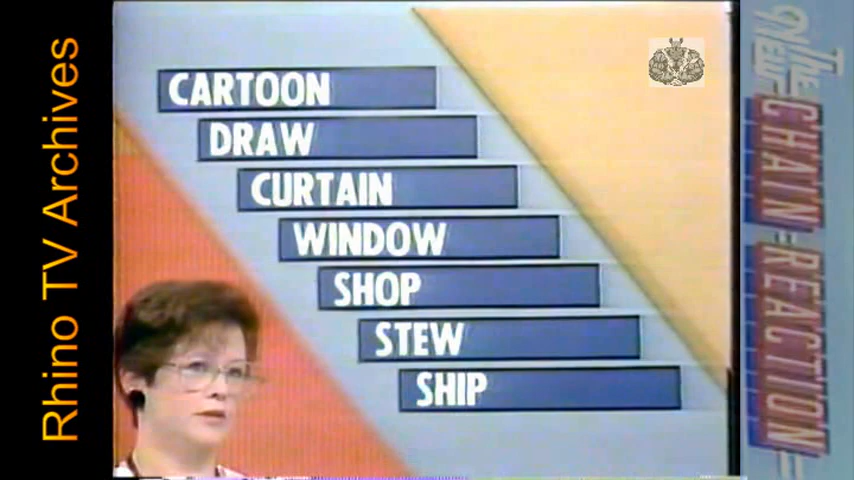 Rhino TV Archives
CARTOON
DRAW
CURTAIN
WINDOW
SHOP
STEW
SHIP
The
New
CHAIN
REACTION